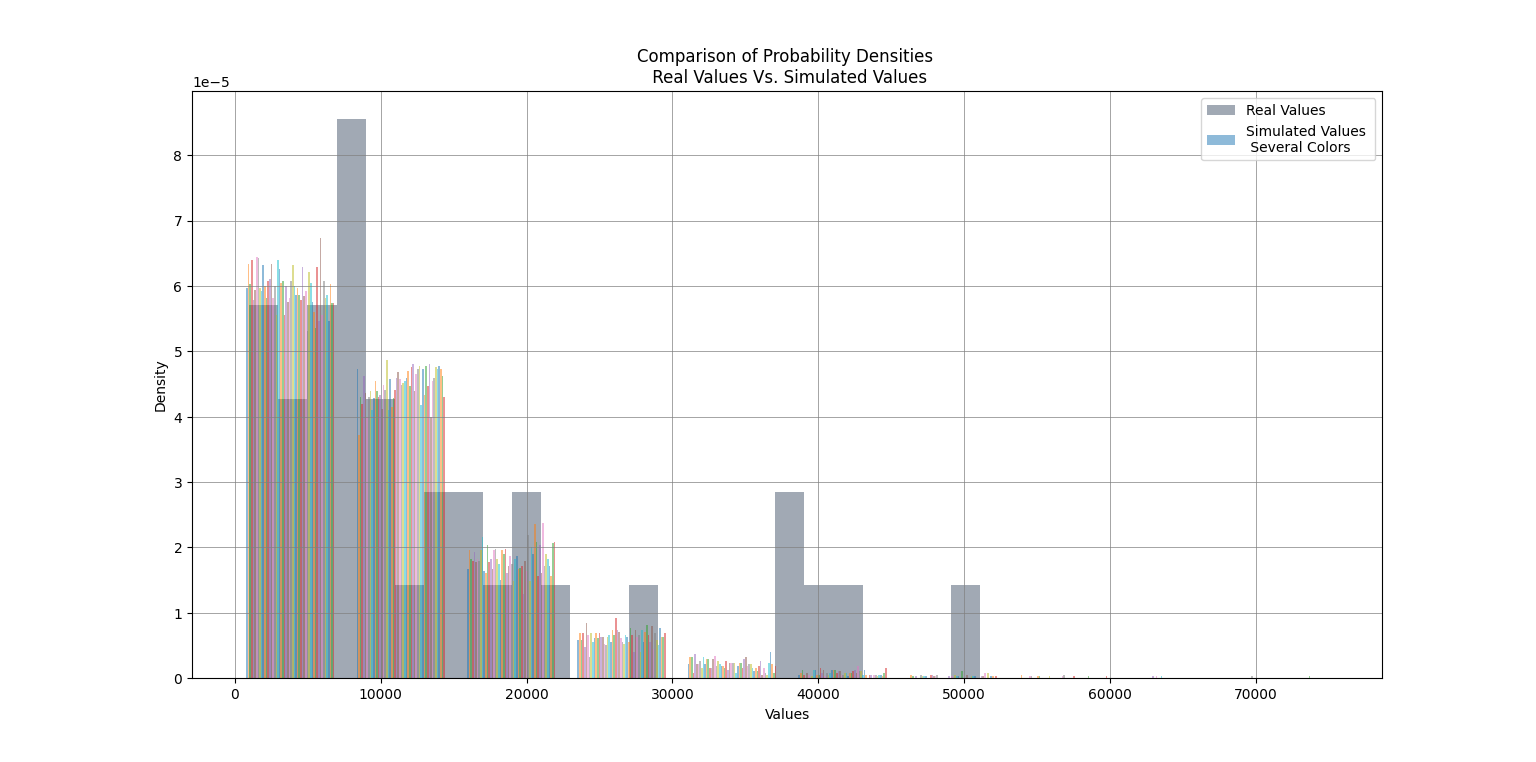 Comparison of Probability Densities
Real Values Vs. Simulated Values
1e−5
Real Values
Simulated Values
Several Colors
8
7
6
5
4
3
2
1
0
Density
0 10000 20000 30000 40000 50000 60000 70000
Values